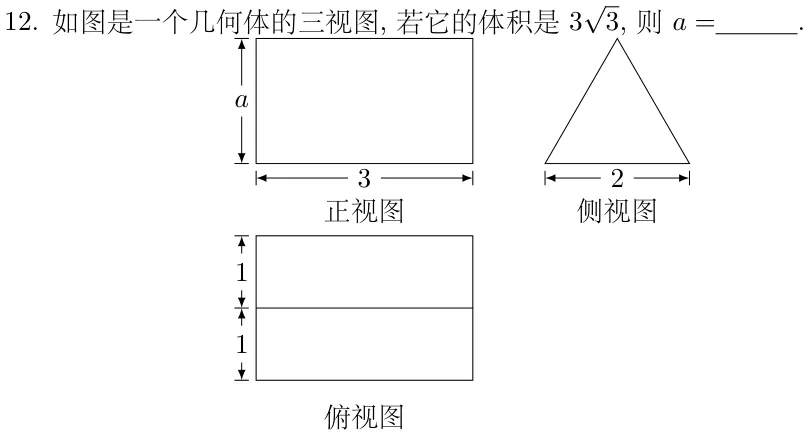 12. 如图是一个几何体的三视图, 若它的体积是 3√3, 则 a =______.
a
3
2
正视图
侧视图
1
1
俯视图